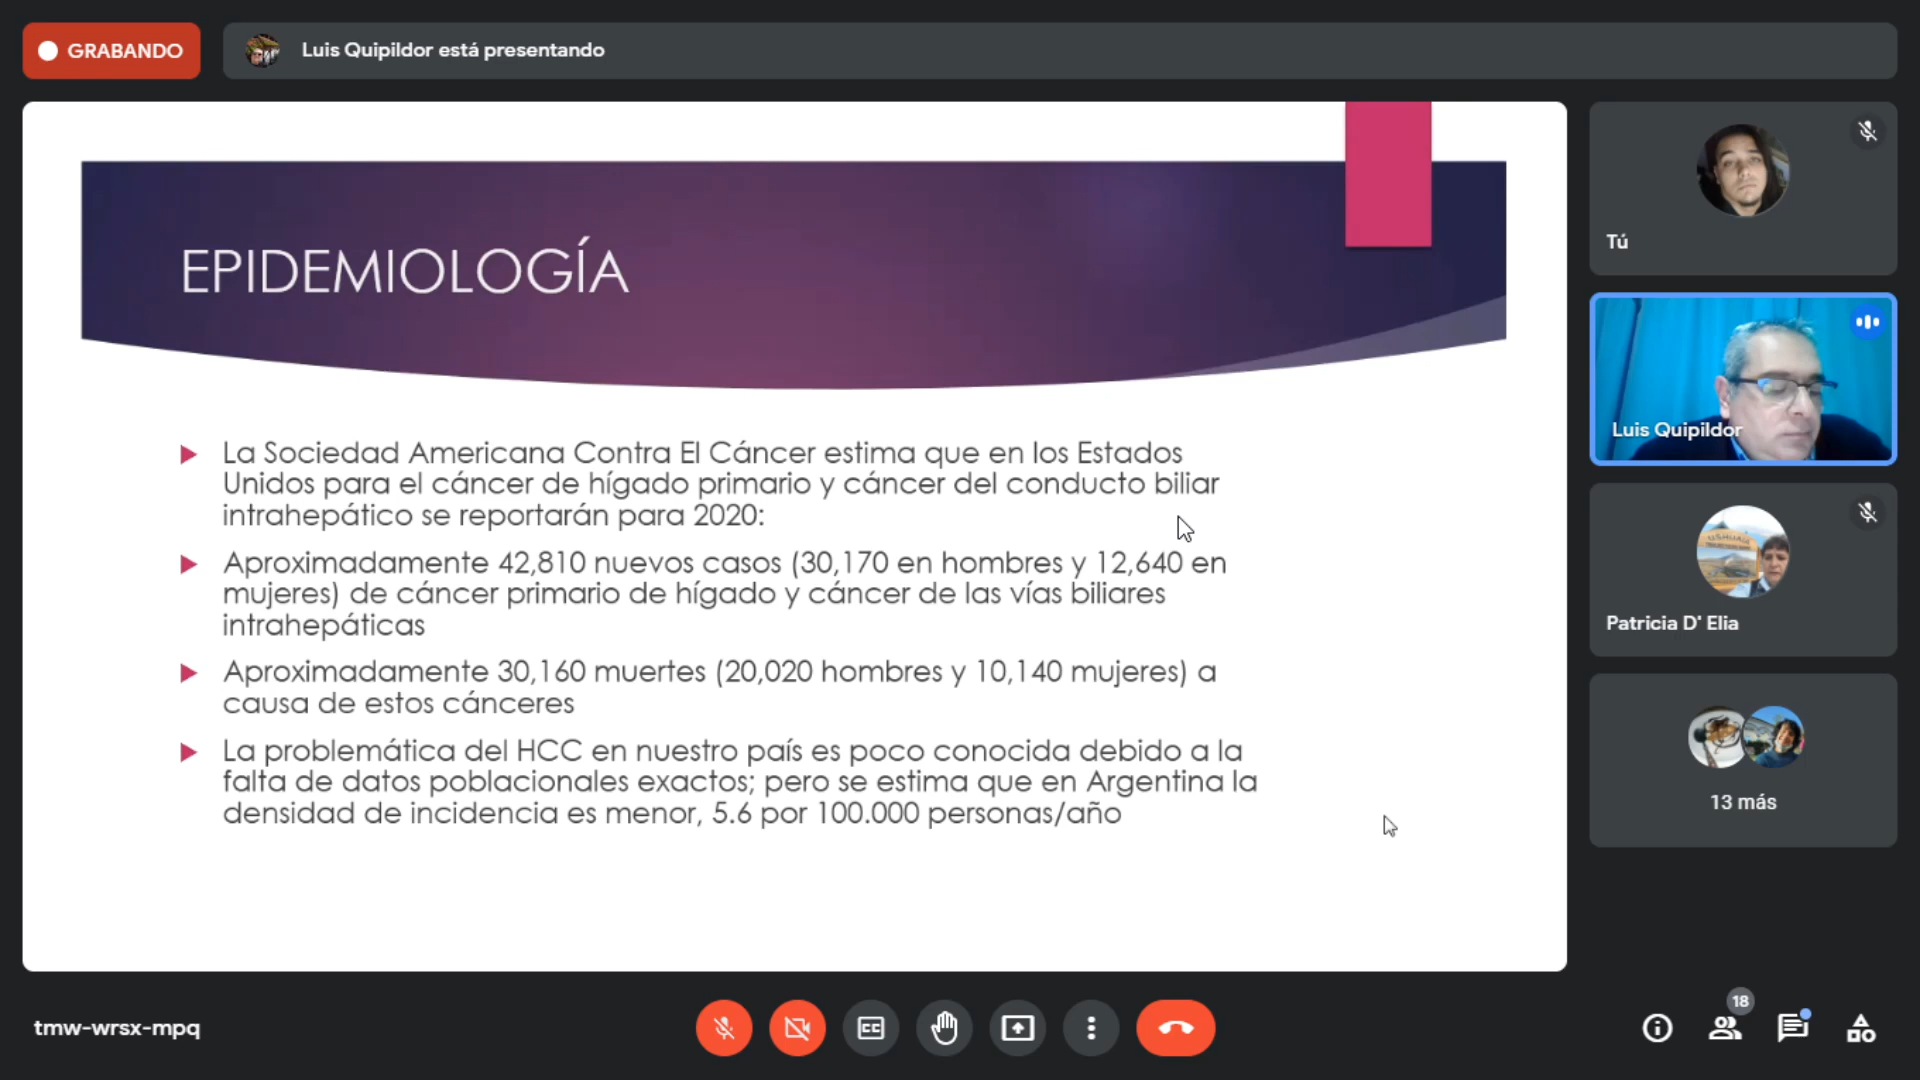 GRABANDO
Luis Quipildor está presentando
EPIDEMIOLOGÍA
La Sociedad Americana Contra El Cáncer estima que en los Estados
Unidos para el cáncer de hígado primario y cáncer del conducto biliar
intrahepático se reportarán para 2020:
Aproximadamente 42,810 nuevos casos (30,170 en hombres y 12,640 en
mujeres) de cáncer primario de hígado y cáncer de las vías biliares
intrahepáticas
Aproximadamente 30,160 muertes (20,020 hombres y 10,140 mujeres) a
causa de estos cánceres
La problemática del HCC en nuestro país es poco conocida debido a la
falta de datos poblacionales exactos; pero se estima que en Argentina la
densidad de incidencia es menor, 5.6 por 100.000 personas/año
Tú
Luis Quipildor
USHUAIA
Patricia D' Elia
13 más
tmw-wrsx-mpq
CC
18